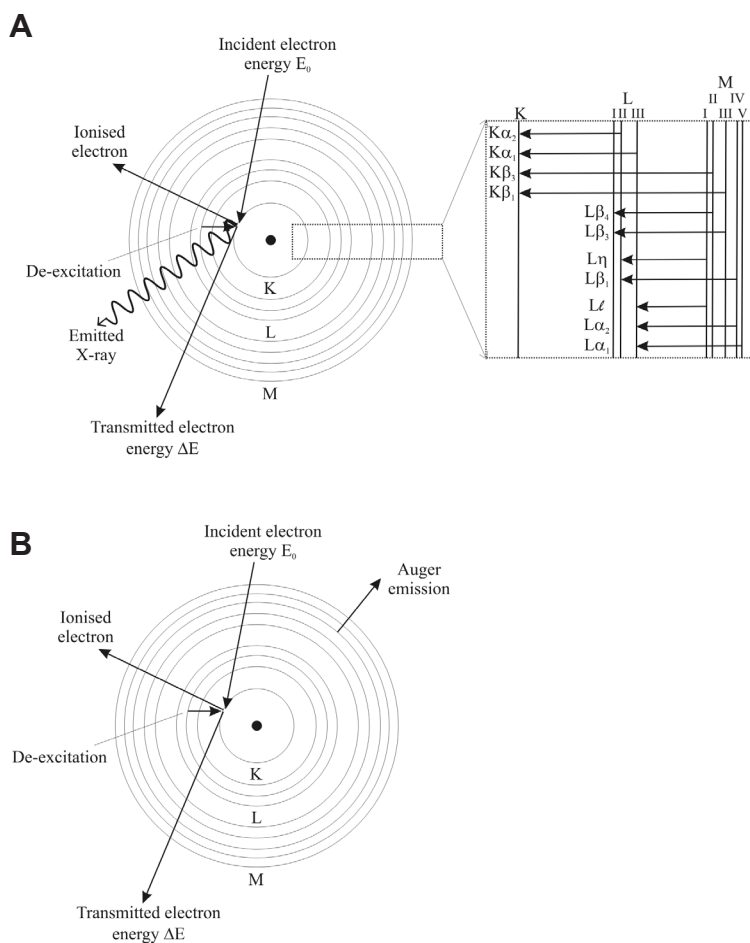 A
Incident electron
energy E₀
Ionised
electron
De-excitation
Emitted
X-ray
K
L
M
Transmitted electron
energy ΔE
K
L
M
I II III
I II III IV V
Kα₂
Kα₁
Kβ₃
Kβ₁
Lβ₄
Lβ₃
Lη
Lβ₁
Lℓ
Lα₂
Lα₁
B
Incident electron
energy E₀
Auger
emission
Ionised
electron
De-excitation
K
L
M
Transmitted electron
energy ΔE